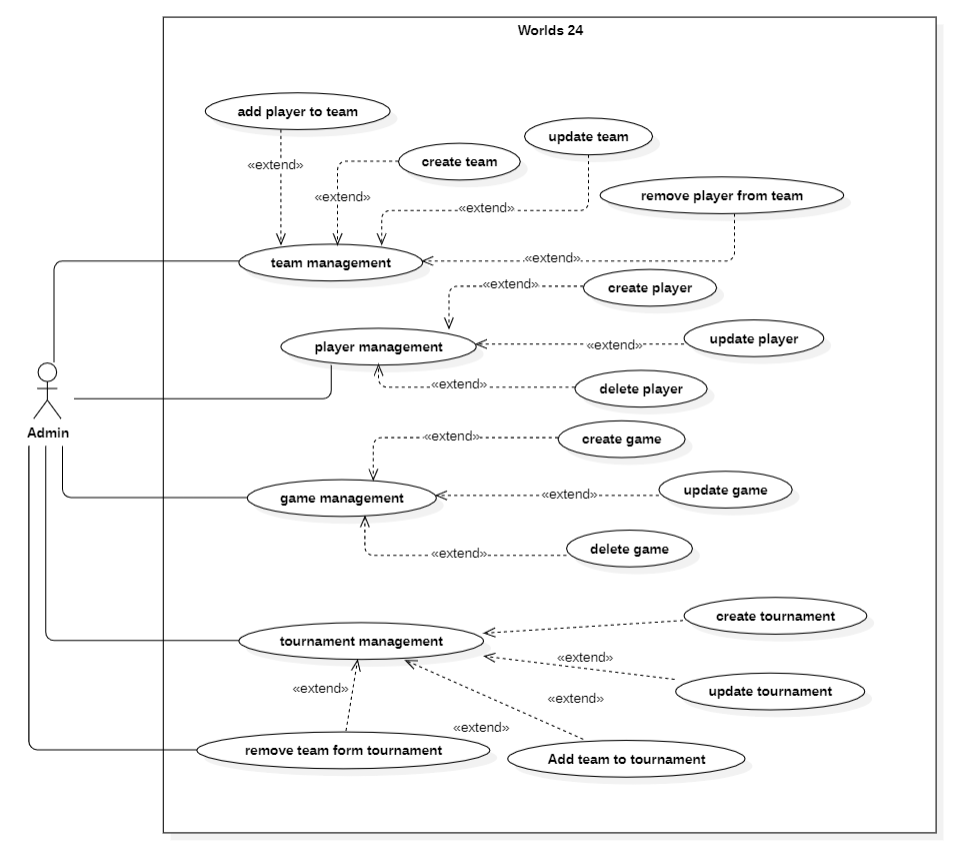 Worlds 24
add player to team
update team
«extend»
create team
«extend»
remove player from team
«extend»
team management
«extend»
«extend»
create player
player management
«extend»
update player
«extend»
delete player
Admin
«extend»
create game
game management
«extend»
update game
«extend»
delete game
create tournament
tournament management
«extend»
«extend»
update tournament
«extend»
«extend»
remove team form tournament
Add team to tournament